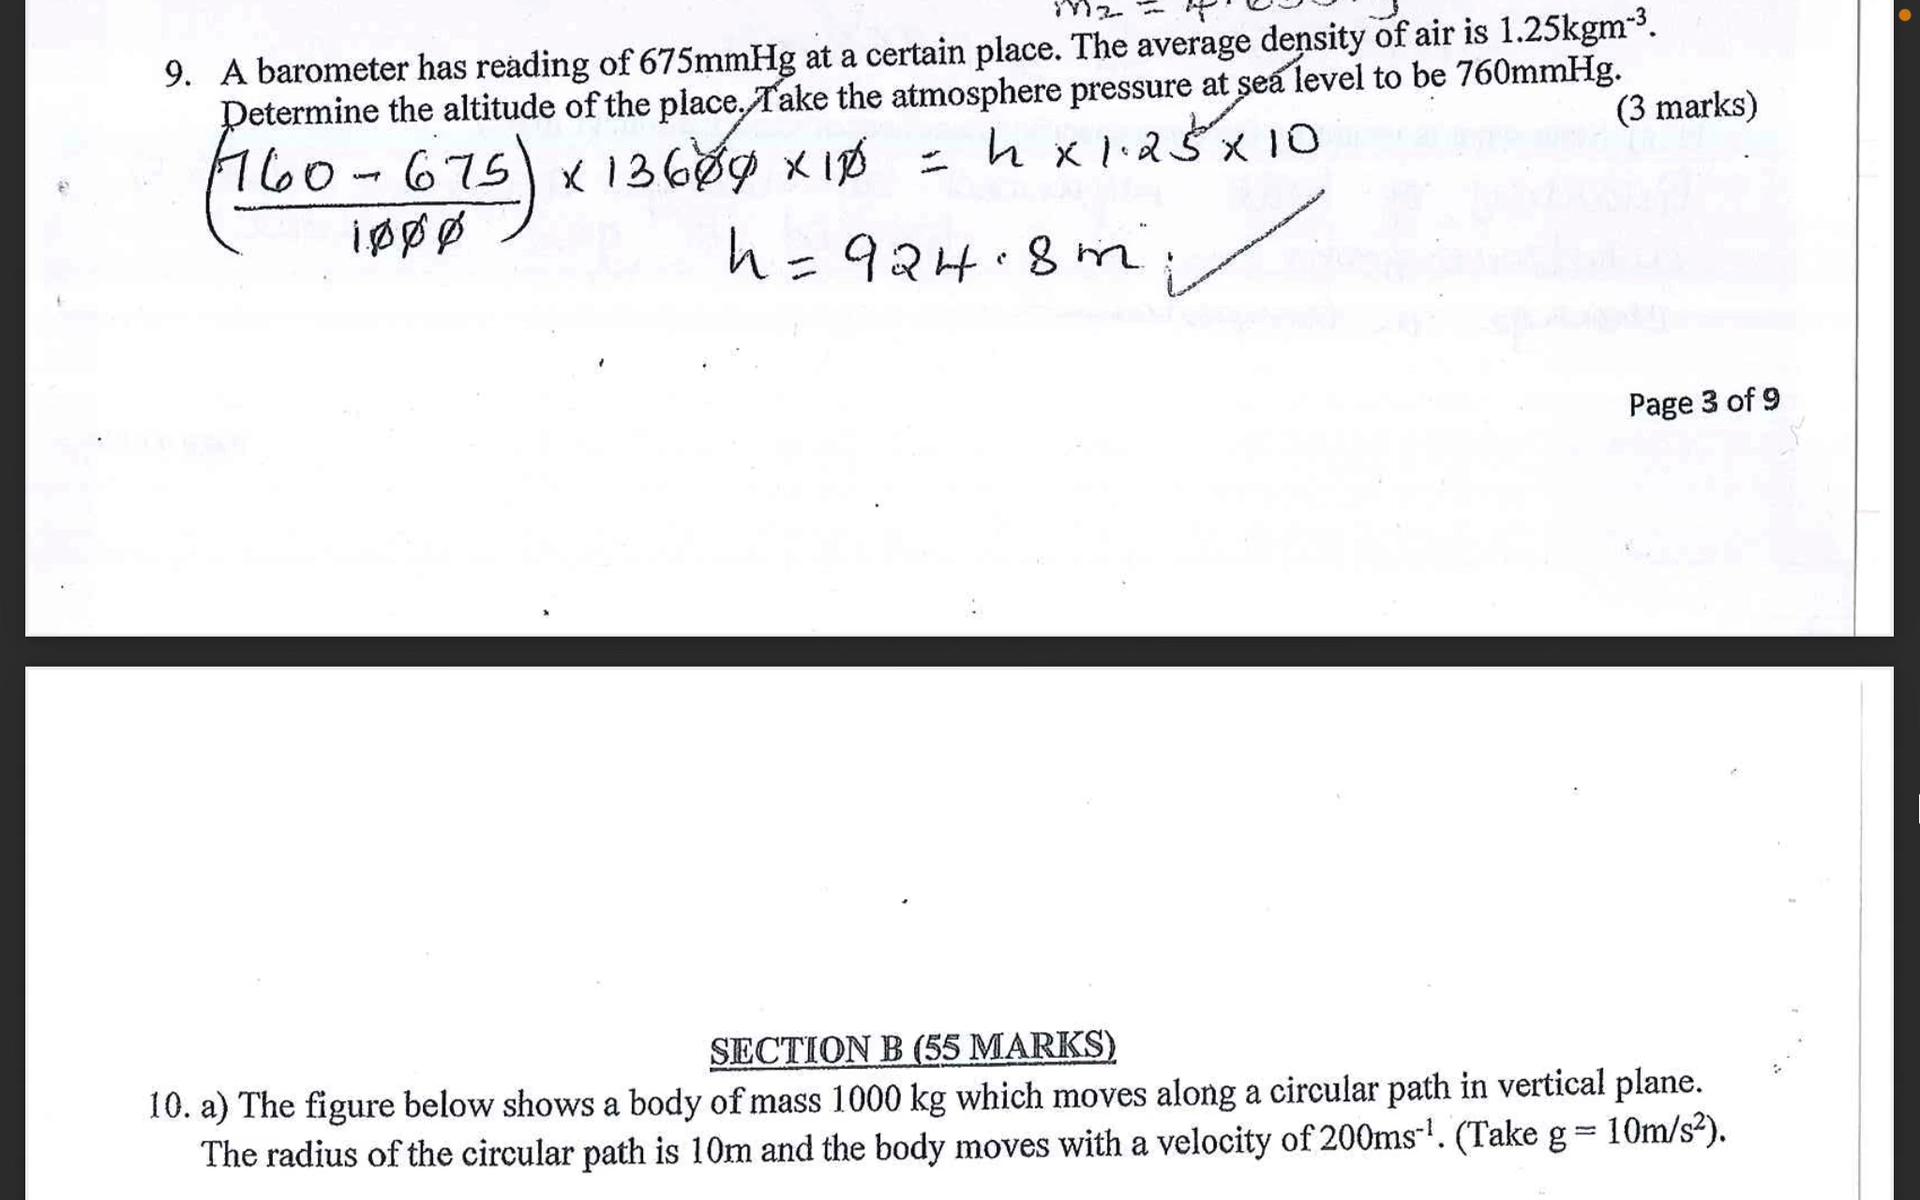 9. A barometer has reading of 675mmHg at a certain place. The average density of air is 1.25kgm⁻³.
Determine the altitude of the place. Take the atmosphere pressure at sea level to be 760mmHg.
(3 marks)
(760 - 675) x 13600 x 10 = h x 1.25 x 10
1000
h = 924.8m
Page 3 of 9
SECTION B (55 MARKS)
10. a) The figure below shows a body of mass 1000 kg which moves along a circular path in vertical plane.
The radius of the circular path is 10m and the body moves with a velocity of 200ms⁻¹. (Take g = 10m/s²).